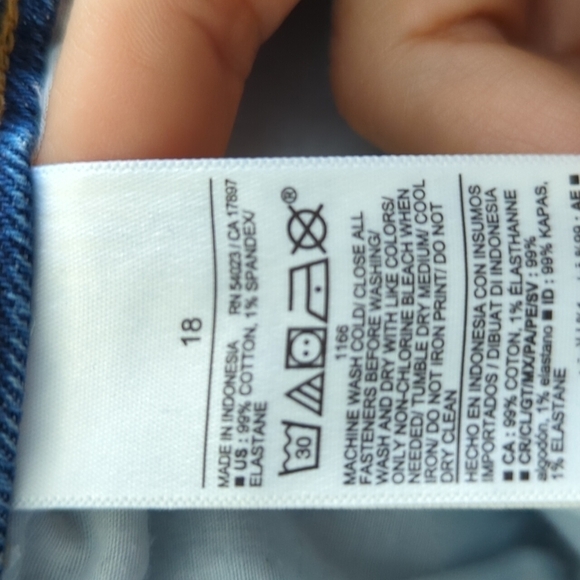 18
MADE IN INDONESIA RN 54023 / CA 17897
■ US : 99% COTTON, 1% SPANDEX/
ELASTANE
30
®
1166
MACHINE WASH COLD/ CLOSE ALL
FASTENERS BEFORE WASHING/
WASH AND DRY WITH LIKE COLORS/
ONLY NON-CHLORINE BLEACH WHEN
NEEDED/ TUMBLE DRY MEDIUM/ COOL
IRON/ DO NOT IRON PRINT/ DO NOT
DRY CLEAN
HECHO EN INDONESIA CON INSUMOS
IMPORTADOS / DIBUAT DI INDONESIA
■ CA : 99% COTON, 1% ÉLASTHANNE
■ CR/CL/GT/MX/PA/PE/SV : 99%
algodón, 1% elastano ■ ID : 99% KAPAS,
1% ELASTANE